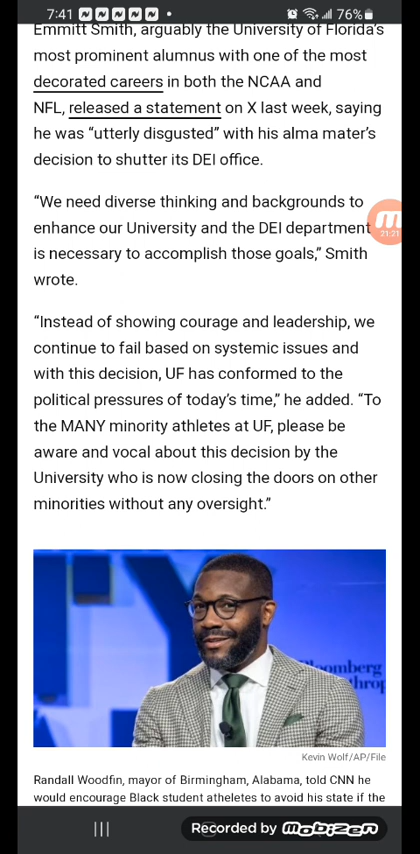 7:41
76%
Emmitt Smith, arguably the University of Florida's
most prominent alumnus with one of the most
decorated careers in both the NCAA and
NFL, released a statement on X last week, saying
he was “utterly disgusted” with his alma mater’s
decision to shutter its DEI office.
“We need diverse thinking and backgrounds to
enhance our University and the DEI department
21:21
is necessary to accomplish those goals,” Smith
wrote.
“Instead of showing courage and leadership, we
continue to fail based on systemic issues and
with this decision, UF has conformed to the
political pressures of today’s time,” he added. “To
the MANY minority athletes at UF, please be
aware and vocal about this decision by the
University who is now closing the doors on other
minorities without any oversight.”
Kevin Wolf/AP/File
Randall Woodfin, mayor of Birmingham, Alabama, told CNN he
would encourage Black student atheletes to avoid his state if the
Recorded by mobizen